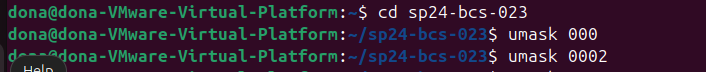 dona@dona-VMware-Virtual-Platform:~$ cd sp24-bcs-023
dona@dona-VMware-Virtual-Platform:~/sp24-bcs-023$ umask 000
dona@dona-VMware-Virtual-Platform:~/sp24-bcs-023$ umask 0002
Help